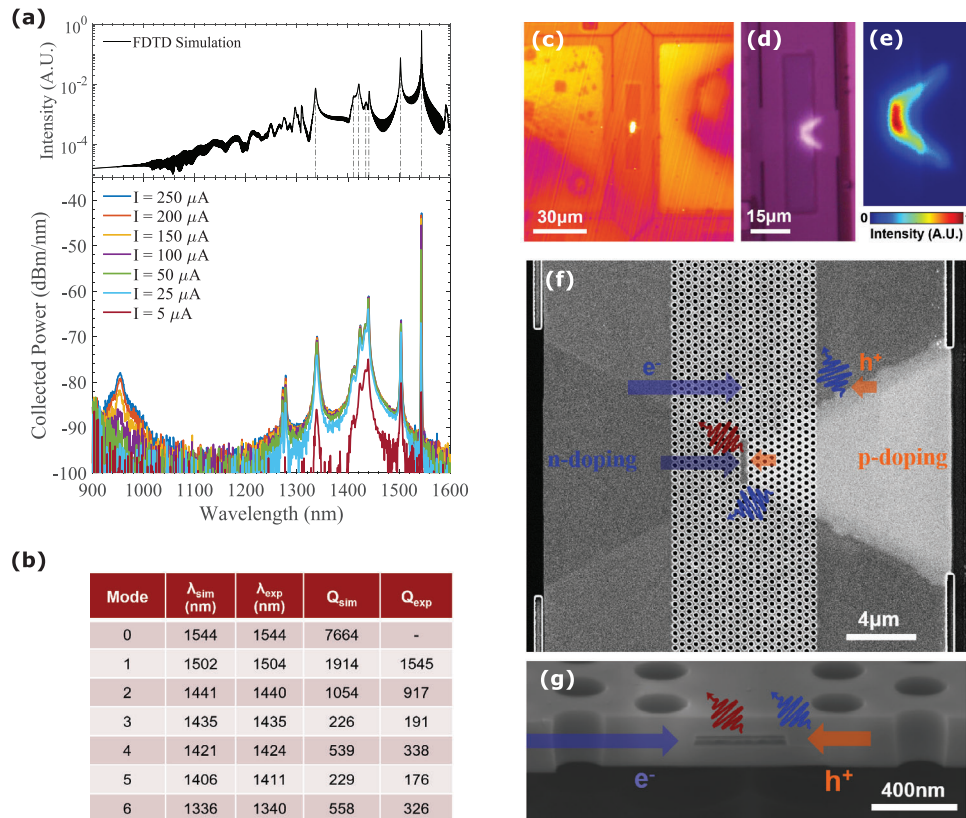 (a)
10^0
10^-2
10^-4
Intensity (A.U.)
FDTD Simulation
-40
-50
-60
-70
-80
-90
-100
Collected Power (dBm/nm)
I = 250 μA
I = 200 μA
I = 150 μA
I = 100 μA
I = 50 μA
I = 25 μA
I = 5 μA
900 1000 1100 1200 1300 1400 1500 1600
Wavelength (nm)
(b)
Mode λsim (nm) λexp (nm) Qsim Qexp
0 1544 1544 7664 -
1 1502 1504 1914 1545
2 1441 1440 1054 917
3 1435 1435 226 191
4 1421 1424 539 338
5 1406 1411 229 176
6 1336 1340 558 326
(c)
30μm
(d)
15μm
(e)
0
Intensity (A.U.)
(f)
e-
h+
n-doping
p-doping
4μm
(g)
e-
h+
400nm